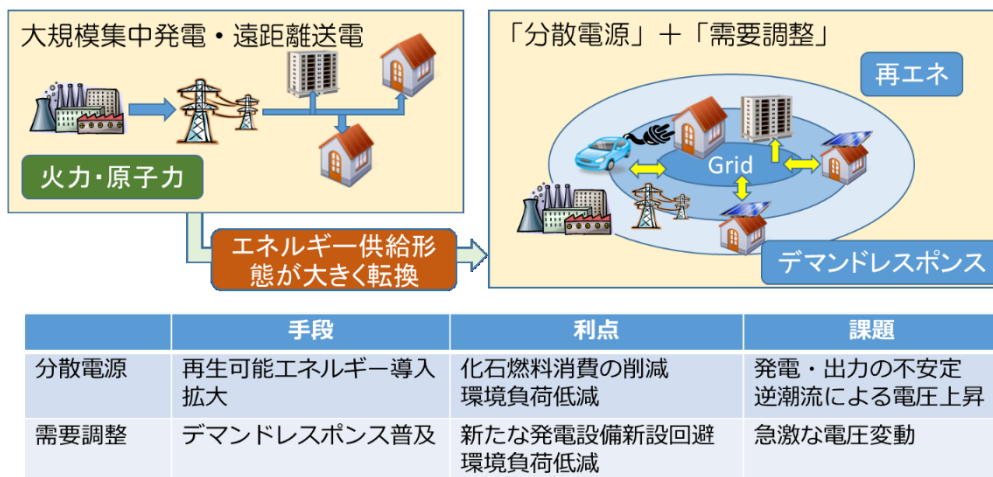 大規模集中発電・遠距離送電
火力・原子力
エネルギー供給形
態が大きく転換
「分散電源」＋「需要調整」
再エネ
Grid
デマンドレスポンス
手段 利点 課題
分散電源 再生可能エネルギー導入 化石燃料消費の削減 発電・出力の不安定
拡大 環境負荷低減 逆潮流による電圧上昇
需要調整 デマンドレスポンス普及 新たな発電設備新設回避 急激な電圧変動
環境負荷低減